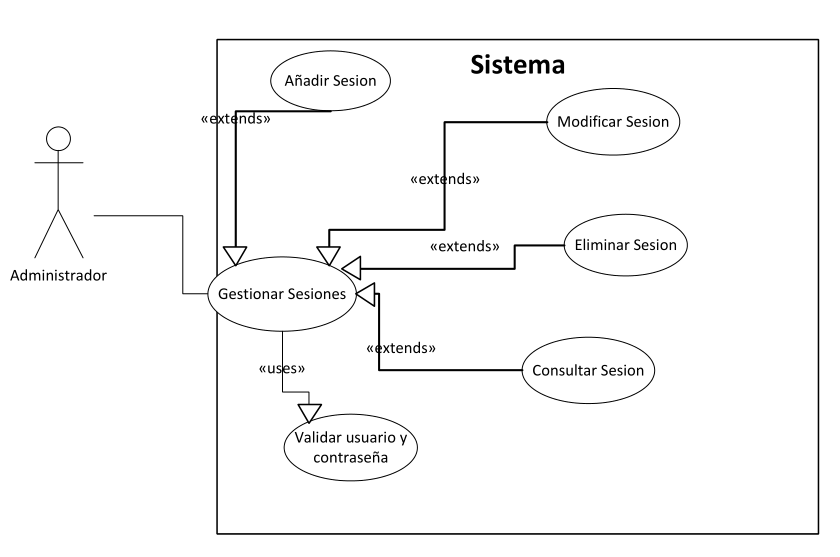 Sistema
Añadir Sesion
«extends»
Modificar Sesion
«extends»
«extends»
Eliminar Sesion
Administrador
Gestionar Sesiones
«extends»
«uses»
Consultar Sesion
Validar usuario y
contraseña